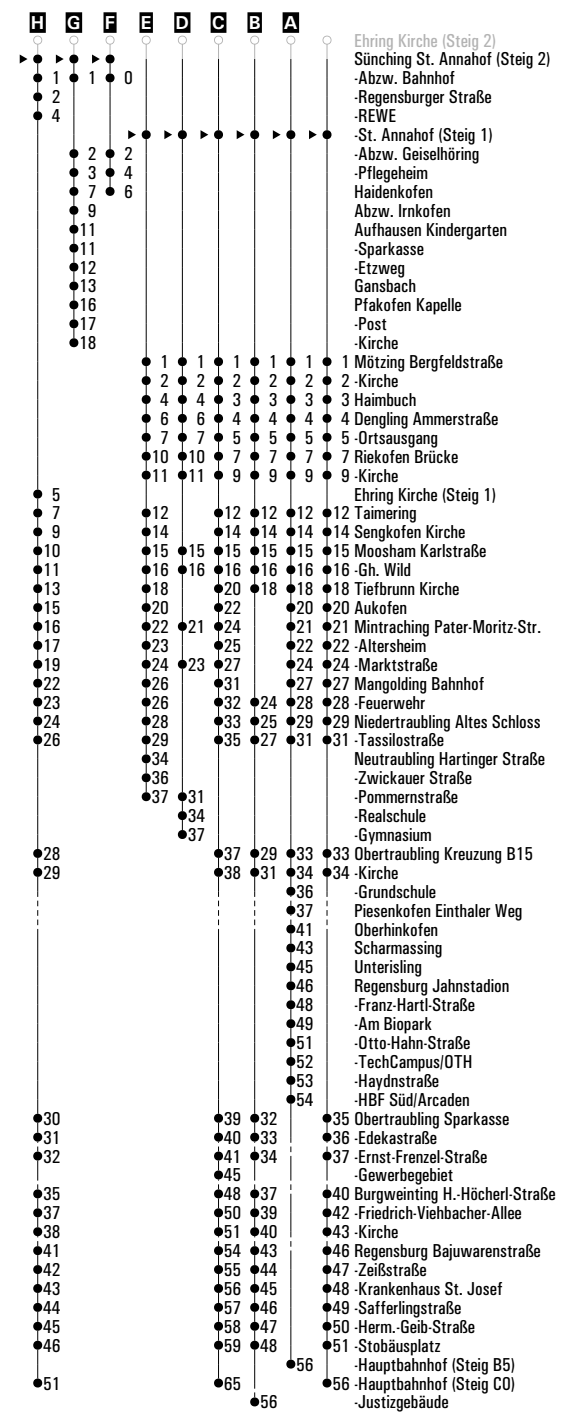 H G F E D C B A
Ehring Kirche (Steig 2)
Sünching St. Annahof (Steig 2)
1 1 0 -Abzw. Bahnhof
2 -Regensburger Straße
4 -REWE
-St. Annahof (Steig 1)
2 2 -Abzw. Geiselhöring
3 4 -Pflegeheim
7 6 Haidenkofen
9 Abzw. Irnkofen
11 Aufhausen Kindergarten
11 -Sparkasse
12 -Etzweg
13 Gansbach
16 Pfakofen Kapelle
17 -Post
18 -Kirche
1 1 1 1 1 1 Mötzing Bergfeldstraße
2 2 2 2 2 2 -Kirche
4 4 3 3 3 3 Haimbuch
6 6 4 4 4 4 Dengling Ammerstraße
7 7 5 5 5 5 -Ortsausgang
10 10 7 7 7 7 Riekofen Brücke
11 11 9 9 9 9 -Kirche
5 Ehring Kirche (Steig 1)
7 12 12 12 12 12 Taimering
9 14 14 14 14 14 Sengkofen Kirche
10 15 15 15 15 15 15 Moosham Karlstraße
11 16 16 16 16 16 16 -Gh. Wild
13 18 20 18 18 18 Tiefbrunn Kirche
15 20 22 20 20 Aukofen
16 22 21 24 21 21 Mintraching Pater-Moritz-Str.
17 23 25 22 22 -Altersheim
19 24 23 27 24 24 -Marktstraße
22 26 31 27 27 Mangolding Bahnhof
23 26 32 24 28 28 -Feuerwehr
24 28 33 25 29 29 Niedertraubling Altes Schloss
26 29 35 27 31 31 -Tassilostraße
34 Neutraubling Hartinger Straße
36 -Zwickauer Straße
37 31 -Pommernstraße
34 -Realschule
37 -Gymnasium
28 37 29 33 33 Obertraubling Kreuzung B15
29 38 31 34 34 -Kirche
36 -Grundschule
37 Piesenkofen Einthaler Weg
41 Oberhinkofen
43 Scharmassing
45 Unterisling
46 Regensburg Jahnstadion
48 -Franz-Hartl-Straße
49 -Am Biopark
51 -Otto-Hahn-Straße
52 -TechCampus/OTH
53 -Haydnstraße
54 -HBF Süd/Arcaden
30 39 32 35 Obertraubling Sparkasse
31 40 33 36 -Edekastraße
32 41 34 37 -Ernst-Frenzel-Straße
45 -Gewerbegebiet
35 48 37 40 Burgweinting H.-Höcherl-Straße
37 50 39 42 -Friedrich-Viehbacher-Allee
38 51 40 43 -Kirche
41 54 43 46 Regensburg Bajuwarenstraße
42 55 44 47 -Zeißstraße
43 56 45 48 -Krankenhaus St. Josef
44 57 46 49 -Safferlingstraße
45 58 47 50 -Herm.-Geib-Straße
46 59 48 51 -Stobäusplatz
56 -Hauptbahnhof (Steig B5)
51 65 56 -Hauptbahnhof (Steig C0)
56 -Justizgebäude